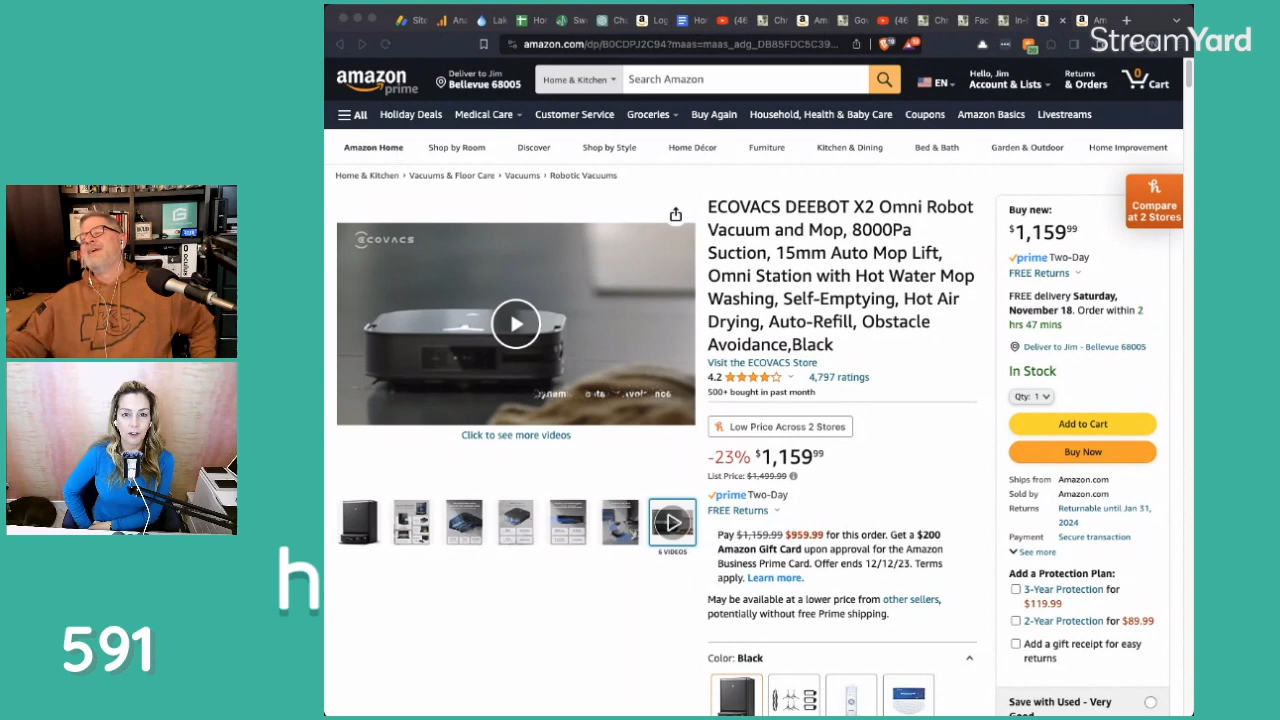 StreamYard
amazon.com/dp/B0CDPJ2C94?maas=maas_adg_DB85FDC5C39...
amazon prime
Deliver to Jim
Bellevue 68005
Home & Kitchen
Search Amazon
EN
Hello, Jim
Account & Lists
Returns
& Orders
0
Cart
All
Holiday Deals
Medical Care
Customer Service
Groceries
Buy Again
Household, Health & Baby Care
Coupons
Amazon Basics
Livestreams
Amazon Home
Shop by Room
Discover
Shop by Style
Home Décor
Furniture
Kitchen & Dining
Bed & Bath
Garden & Outdoor
Home Improvement
Home & Kitchen › Vacuums & Floor Care › Vacuums › Robotic Vacuums
ECOVACS
Click to see more videos
6 VIDEOS
ECOVACS DEEBOT X2 Omni Robot
Vacuum and Mop, 8000Pa
Suction, 15mm Auto Mop Lift,
Omni Station with Hot Water Mop
Washing, Self-Emptying, Hot Air
Drying, Auto-Refill, Obstacle
Avoidance,Black
Visit the ECOVACS Store
4.2
4,797 ratings
500+ bought in past month
Low Price Across 2 Stores
-23% $1,159⁹⁹
List Price: $1,499.99
prime Two-Day
FREE Returns
Pay $1,159.99 $959.99 for this order. Get a $200
Amazon Gift Card upon approval for the Amazon
Business Prime Card. Offer ends 12/12/23. Terms
apply. Learn more.
May be available at a lower price from other sellers,
potentially without free Prime shipping.
Color: Black
Compare
at 2 Stores
Buy new:
$1,159⁹⁹
prime Two-Day
FREE Returns
FREE delivery Saturday,
November 18. Order within 2
hrs 47 mins
Deliver to Jim - Bellevue 68005
In Stock
Qty: 1
Add to Cart
Buy Now
Ships from Amazon.com
Sold by Amazon.com
Returns Returnable until Jan 31,
2024
Payment Secure transaction
See more
Add a Protection Plan:
3-Year Protection for
$119.99
2-Year Protection for $89.99
Add a gift receipt for easy
returns
Save with Used - Very
Good
h
591